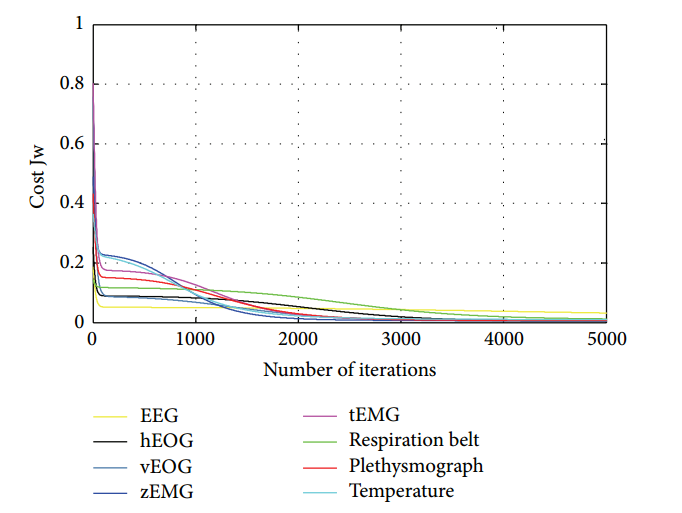 1
0.8
0.6
0.4
0.2
0
Cost Jw
0 1000 2000 3000 4000 5000
Number of iterations
EEG
hEOG
vEOG
zEMG
tEMG
Respiration belt
Plethysmograph
Temperature